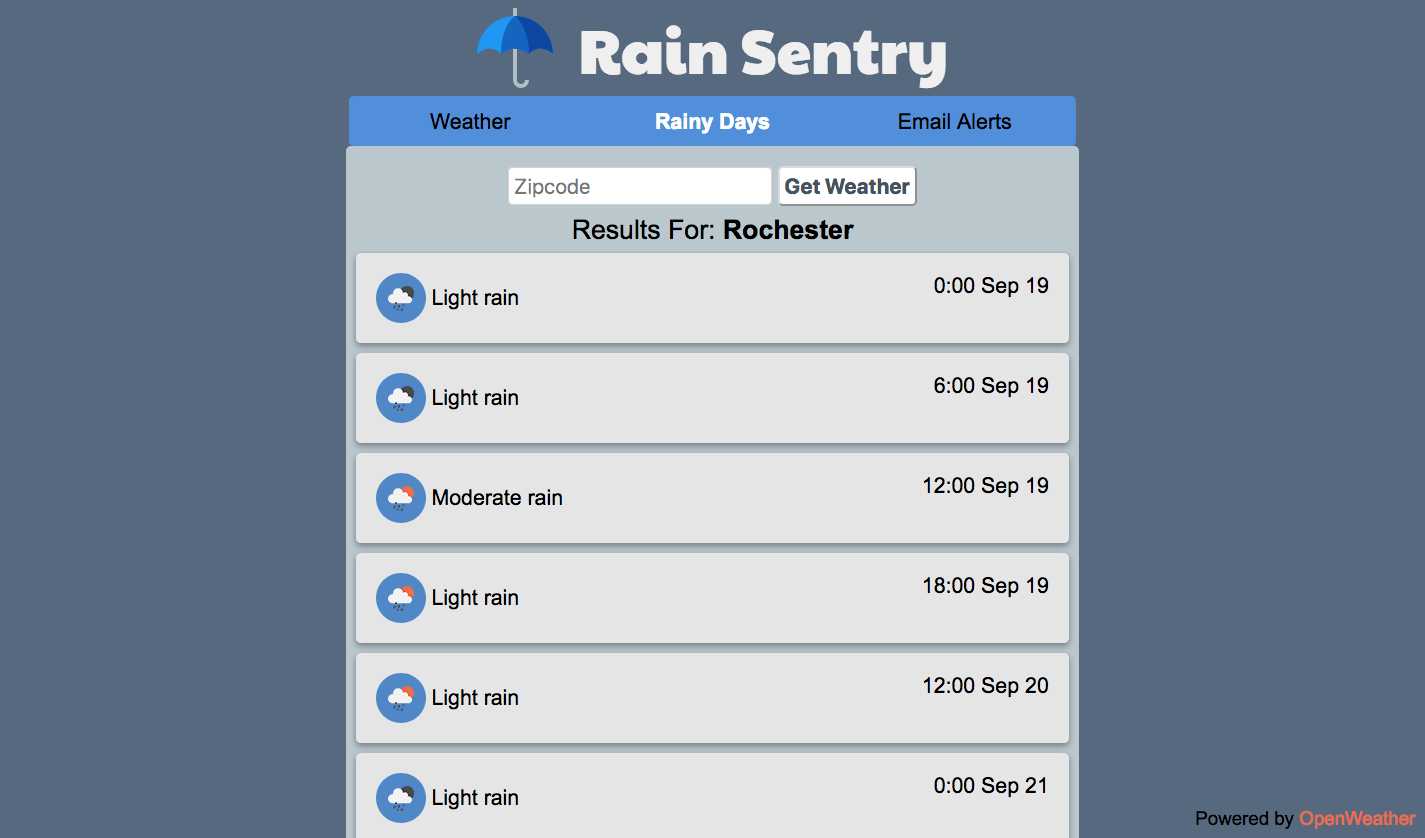 Rain Sentry
Weather Rainy Days Email Alerts
Zipcode Get Weather
Results For: Rochester
Light rain 0:00 Sep 19
Light rain 6:00 Sep 19
Moderate rain 12:00 Sep 19
Light rain 18:00 Sep 19
Light rain 12:00 Sep 20
Light rain 0:00 Sep 21
Powered by OpenWeather